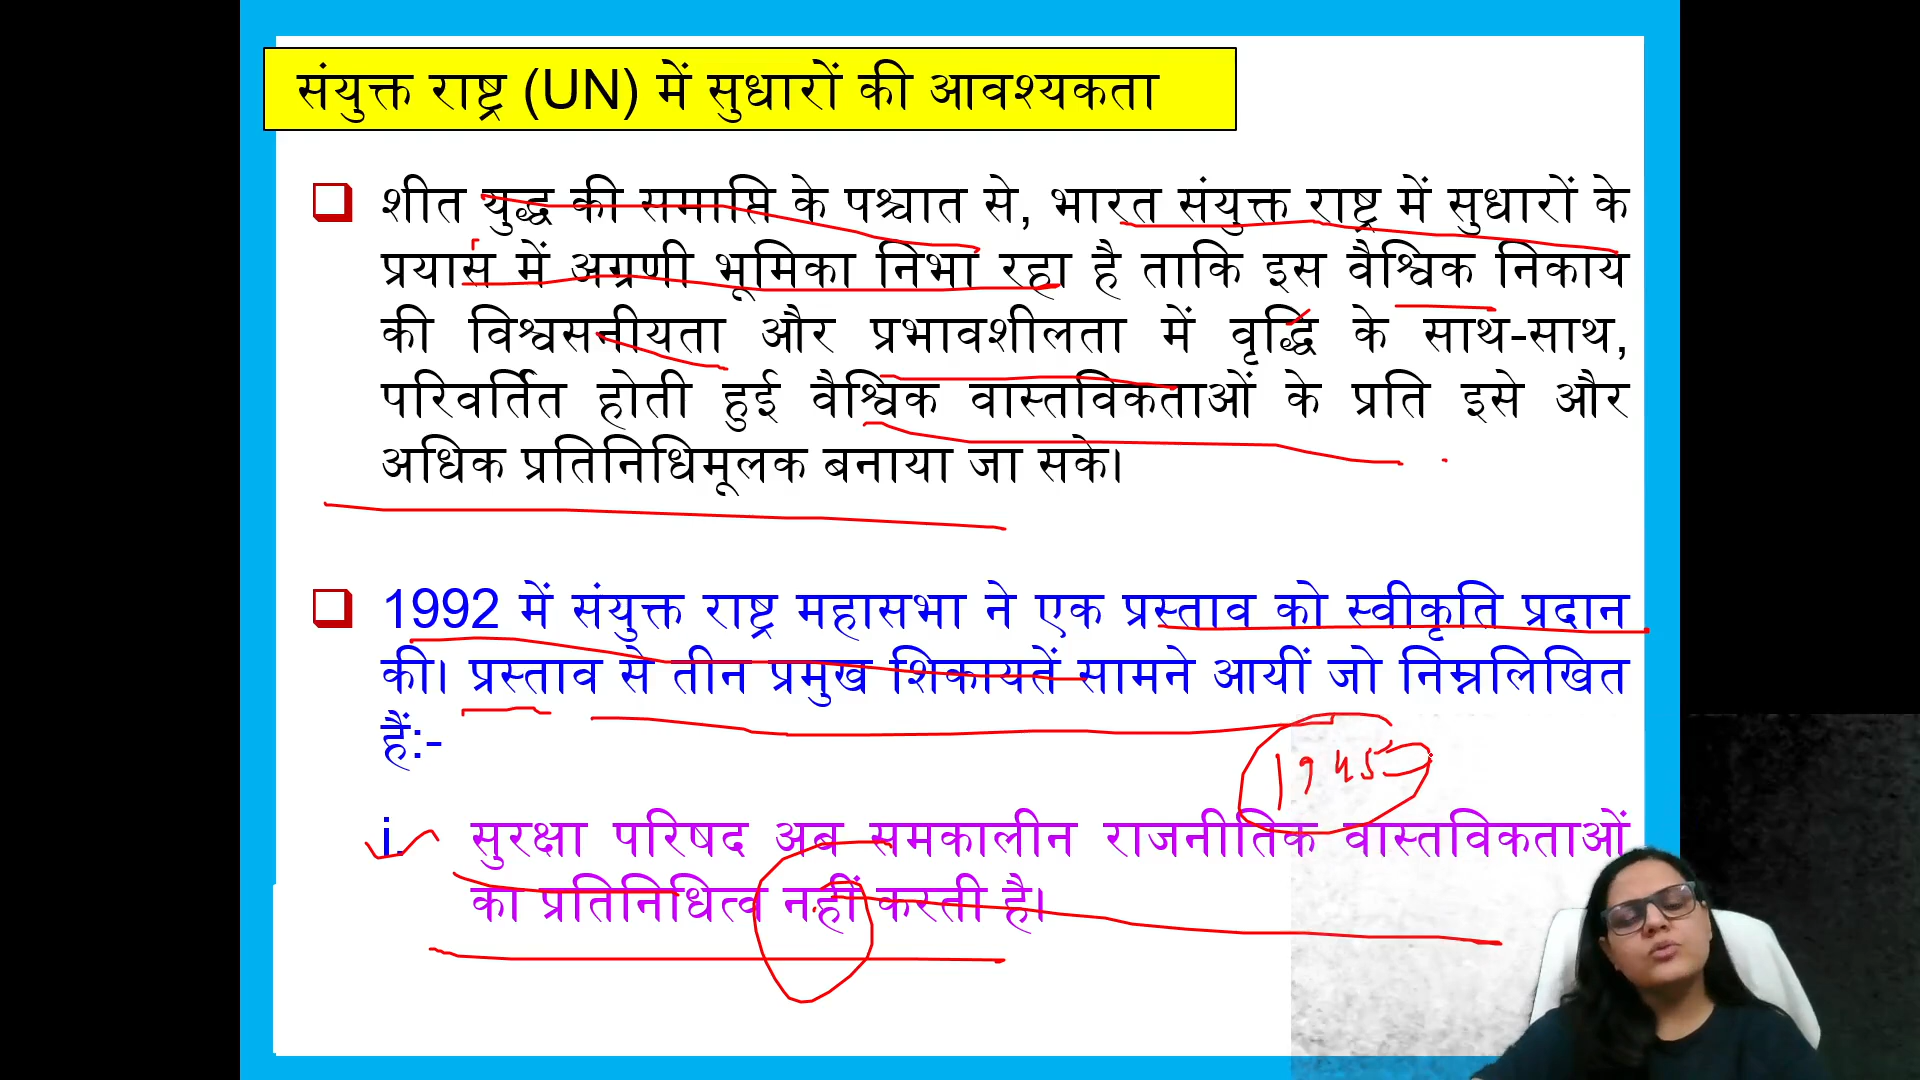 संयुक्त राष्ट्र (UN) में सुधारों की आवश्यकता
शीत युद्ध की समाप्ति के पश्चात से, भारत संयुक्त राष्ट्र में सुधारों के
प्रयास में अग्रणी भूमिका निभा रहा है ताकि इस वैश्विक निकाय
की विश्वसनीयता और प्रभावशीलता में वृद्धि के साथ-साथ,
परिवर्तित होती हुई वैश्विक वास्तविकताओं के प्रति इसे और
अधिक प्रतिनिधिमूलक बनाया जा सके।
1992 में संयुक्त राष्ट्र महासभा ने एक प्रस्ताव को स्वीकृति प्रदान
की। प्रस्ताव से तीन प्रमुख शिकायतें सामने आयीं जो निम्नलिखित
हैं:-
1945
i. सुरक्षा परिषद अब समकालीन राजनीतिक वास्तविकताओं
का प्रतिनिधित्व नहीं करती है।